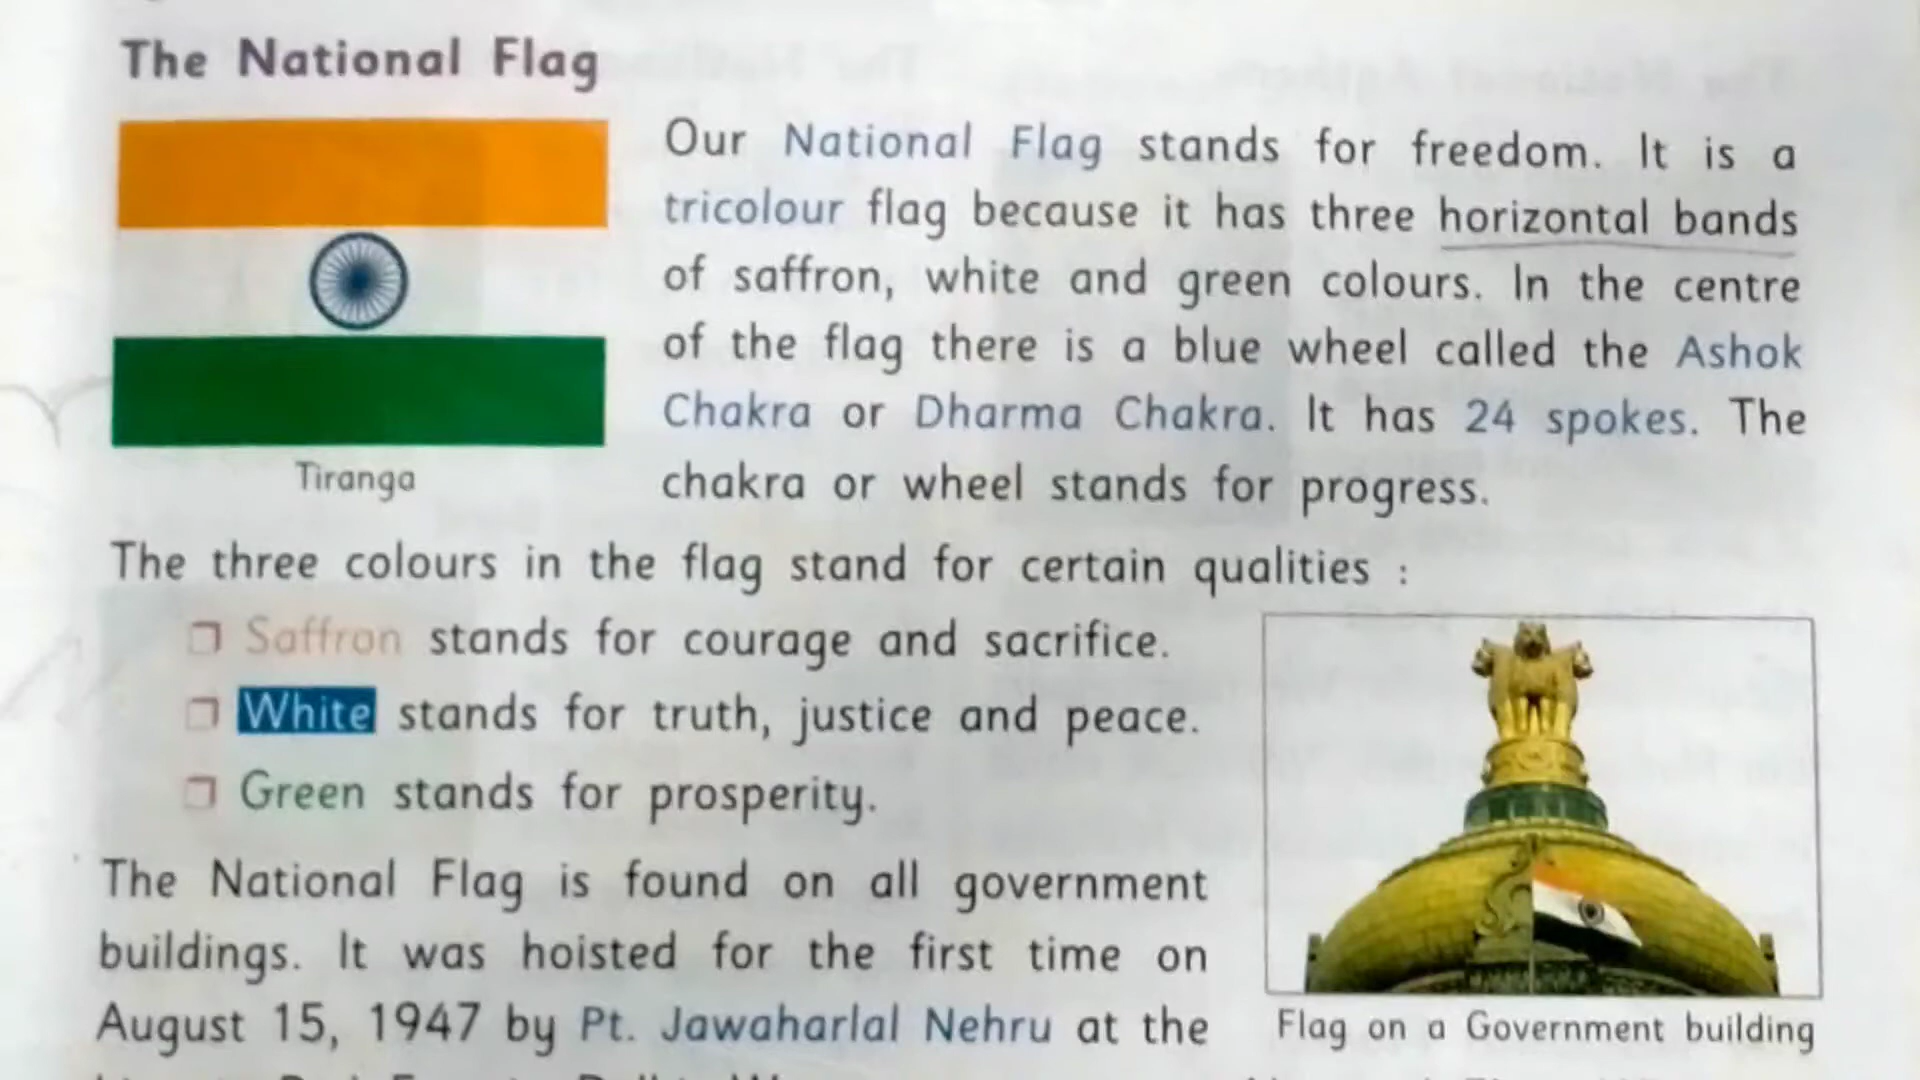 The National Flag
Our National Flag stands for freedom. It is a
tricolour flag because it has three horizontal bands
of saffron, white and green colours. In the centre
of the flag there is a blue wheel called the Ashok
Chakra or Dharma Chakra. It has 24 spokes. The
chakra or wheel stands for progress.
Tiranga
The three colours in the flag stand for certain qualities :
Saffron stands for courage and sacrifice.
White stands for truth, justice and peace.
Green stands for prosperity.
The National Flag is found on all government
buildings. It was hoisted for the first time on
August 15, 1947 by Pt. Jawaharlal Nehru at the
Flag on a Government building